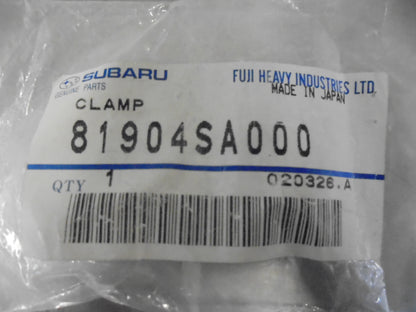 SUBARU FUJI HEAVY INDUSTRIES LTD.
GENUINE PARTS MADE IN JAPAN
CLAMP
81904SA000
QTY 1 020326.A